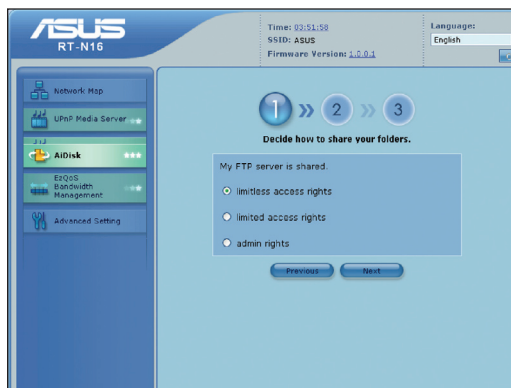 ASUS
RT-N16
Time: 03:51:58
SSID: ASUS
Firmware Version: 1.0.0.1
Language:
English
Network Map
UPnP Media Server
AiDisk
EzQoS
Bandwidth
Management
Advanced Setting
1 » 2 » 3
Decide how to share your folders.
My FTP server is shared.
limitless access rights
limited access rights
admin rights
Previous Next